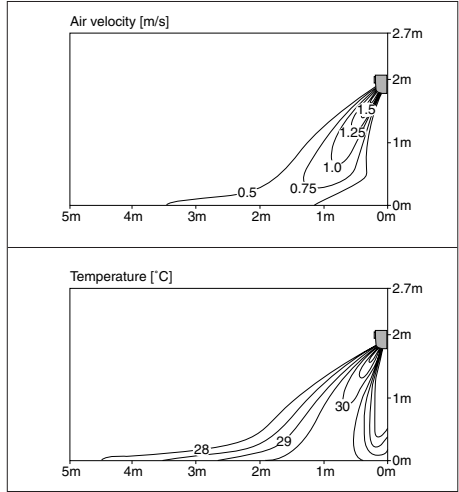 Air velocity [m/s]
2.7m
2m
1.5
1.25
1m
1.0
0.75
0.5
0m
5m 4m 3m 2m 1m 0m
Temperature [˚C]
2.7m
2m
1m
30
29
28
0m
5m 4m 3m 2m 1m 0m